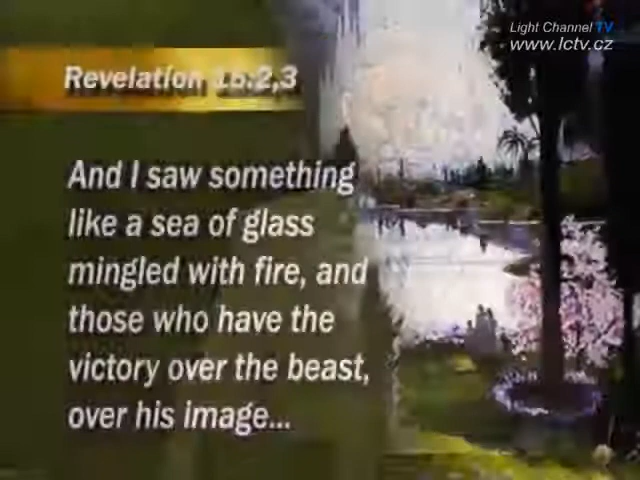 Light Channel TV
www.lctv.cz
Revelation 15:2,3
And I saw something
like a sea of glass
mingled with fire, and
those who have the
victory over the beast,
over his image...